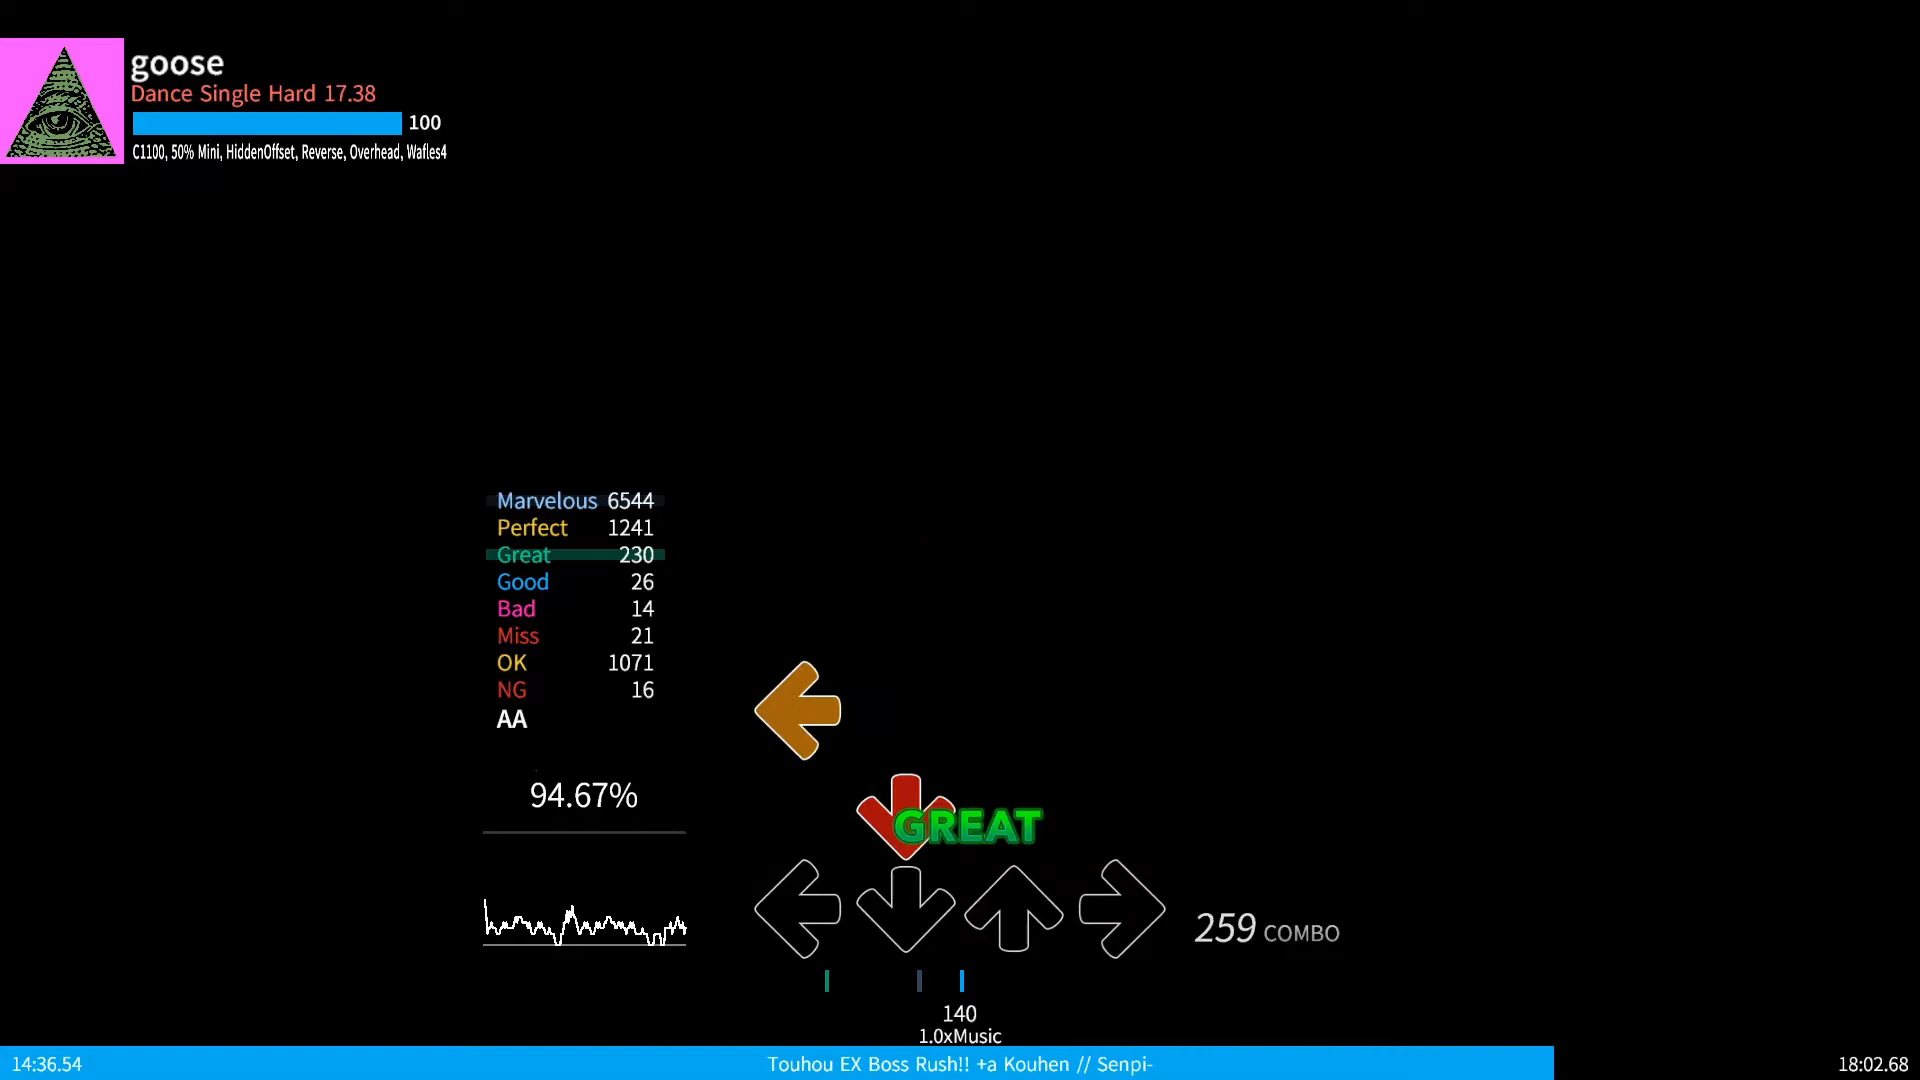 goose
Dance Single Hard 17.38
100
C1100, 50% Mini, HiddenOffset, Reverse, Overhead, Wafles4
Marvelous 6544
Perfect 1241
Great 230
Good 26
Bad 14
Miss 21
OK 1071
NG 16
AA
94.67%
GREAT
259 COMBO
140
1.0xMusic
14:36.54 Touhou EX Boss Rush!! +a Kouhen // Senpi- 18:02.68